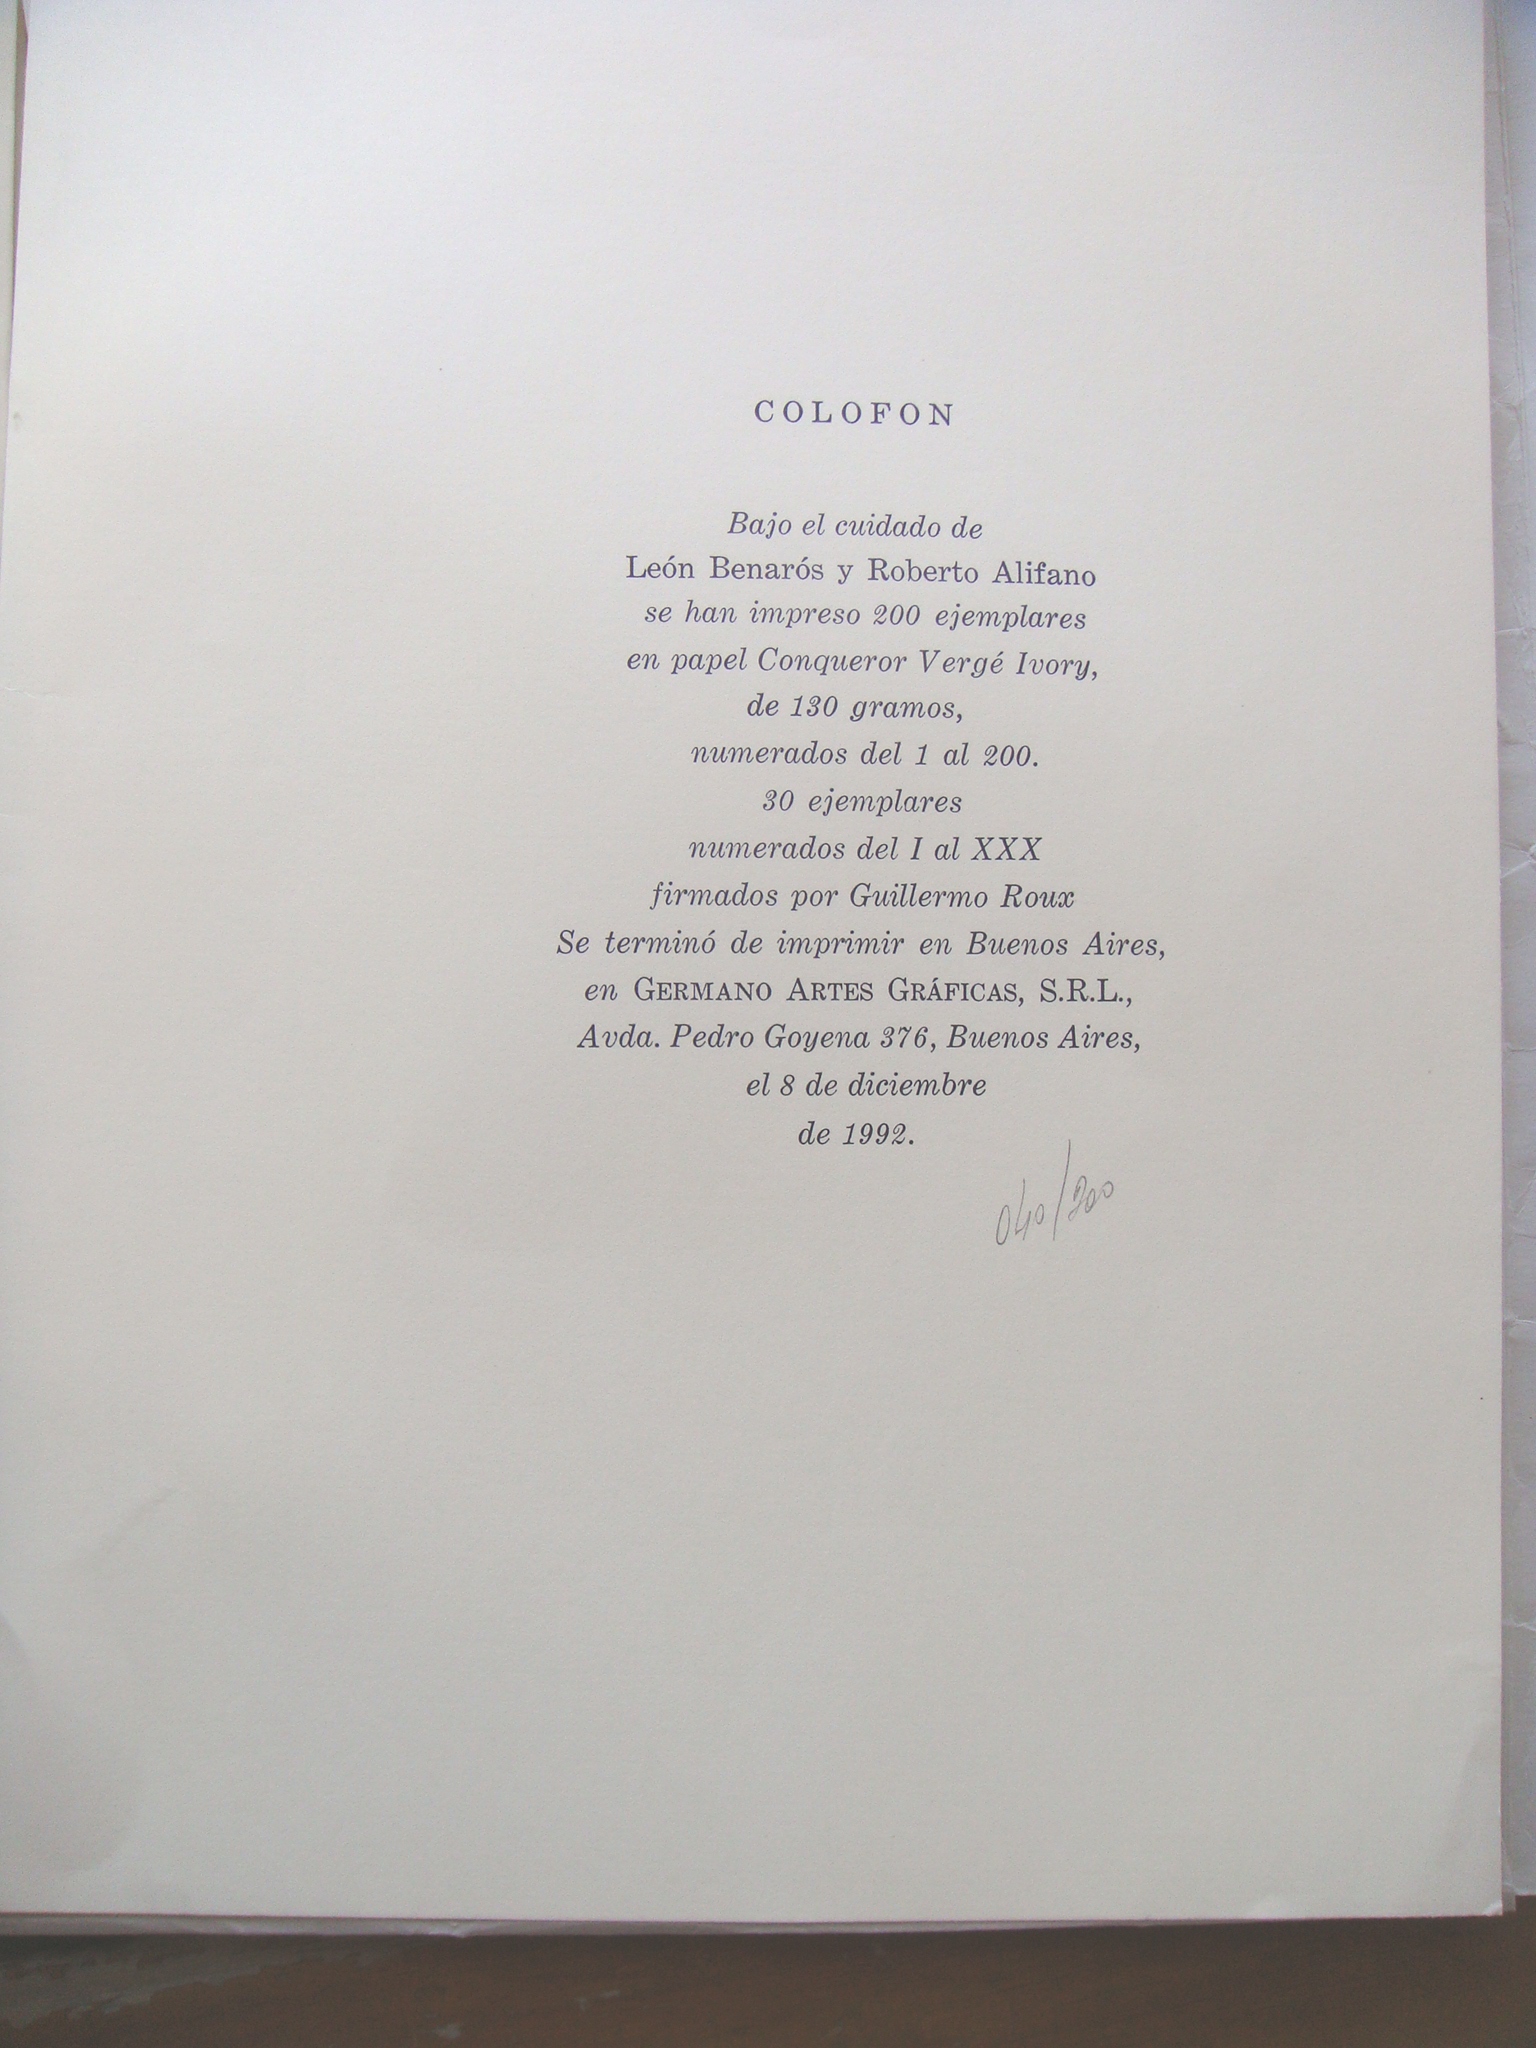 COLOFON
Bajo el cuidado de
León Benarós y Roberto Alifano
se han impreso 200 ejemplares
en papel Conqueror Vergé Ivory,
de 130 gramos,
numerados del 1 al 200.
30 ejemplares
numerados del I al XXX
firmados por Guillermo Roux
Se terminó de imprimir en Buenos Aires,
en GERMANO ARTES GRÁFICAS, S.R.L.,
Avda. Pedro Goyena 376, Buenos Aires,
el 8 de diciembre
de 1992.
040/200